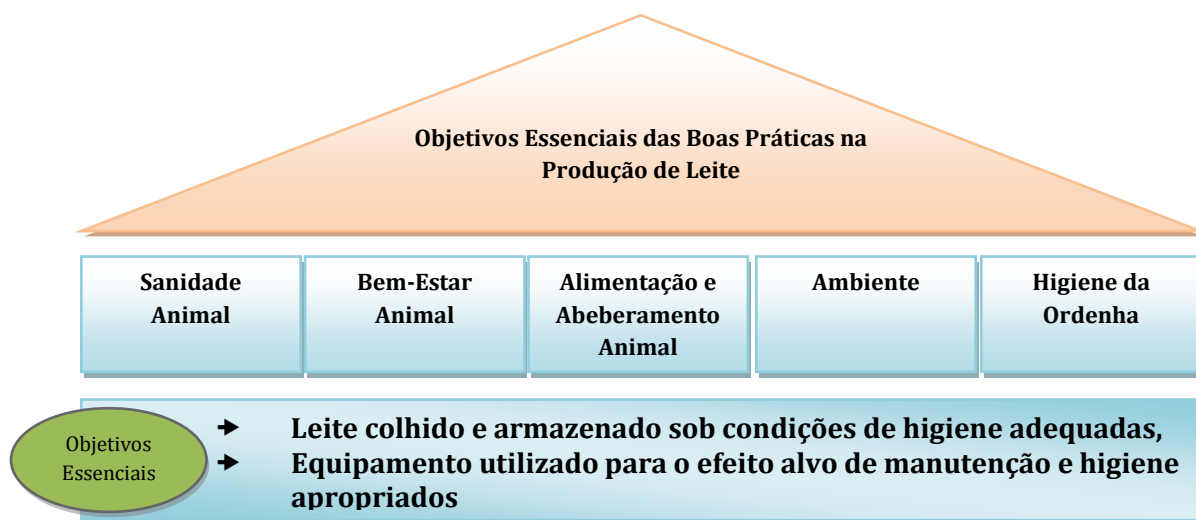 Objetivos Essenciais das Boas Práticas na
Produção de Leite
Sanidade
Animal
Bem-Estar
Animal
Alimentação e
Abeberamento
Animal
Ambiente
Higiene da
Ordenha
Objetivos
Essenciais
Leite colhido e armazenado sob condições de higiene adequadas,
Equipamento utilizado para o efeito alvo de manutenção e higiene
apropriados